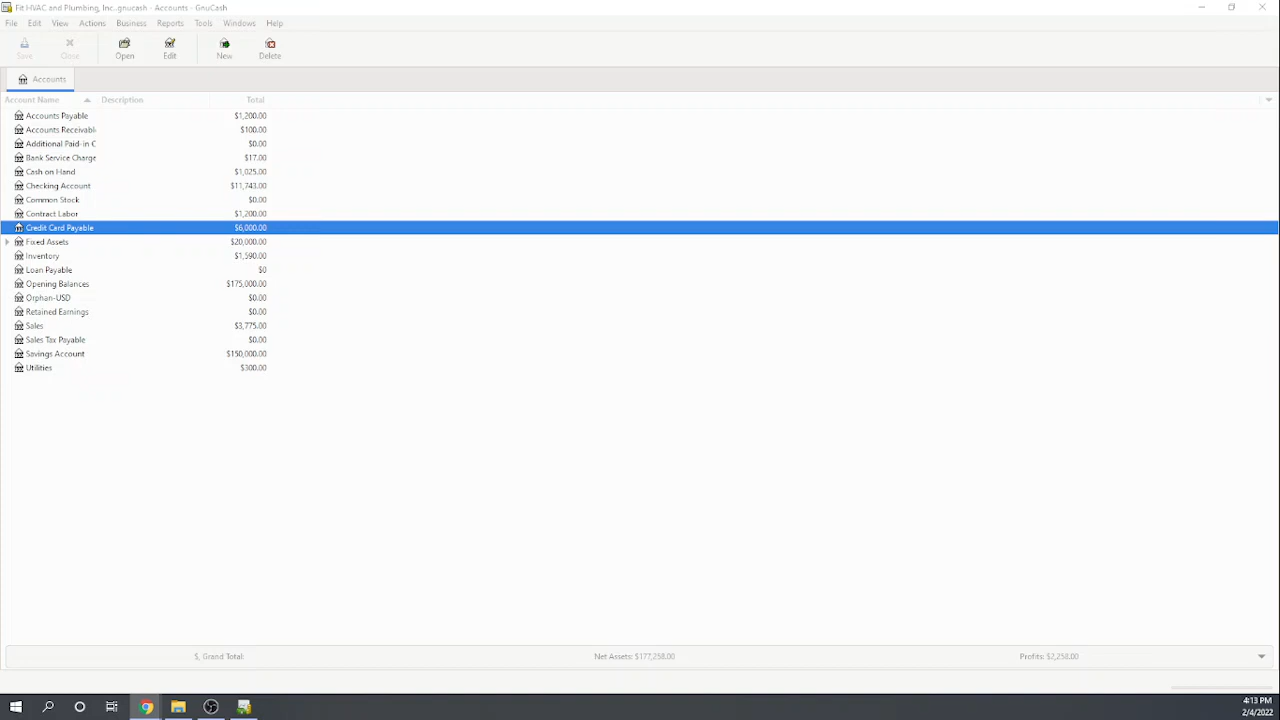 Fit HVAC and Plumbing, Inc..gnucash - Accounts - GnuCash
File Edit View Actions Business Reports Tools Windows Help
Save Close Open Edit New Delete
Accounts
Account Name Description Total
Accounts Payable $1,200.00
Accounts Receivabl $100.00
Additional Paid-in C $0.00
Bank Service Charge $17.00
Cash on Hand $1,025.00
Checking Account $11,743.00
Common Stock $0.00
Contract Labor $1,200.00
Credit Card Payable $6,000.00
Fixed Assets $20,000.00
Inventory $1,590.00
Loan Payable $0
Opening Balances $175,000.00
Orphan-USD $0.00
Retained Earnings $0.00
Sales $3,775.00
Sales Tax Payable $0.00
Savings Account $150,000.00
Utilities $300.00
$, Grand Total: Net Assets: $177,258.00 Profits: $2,258.00
4:13 PM
2/4/2022